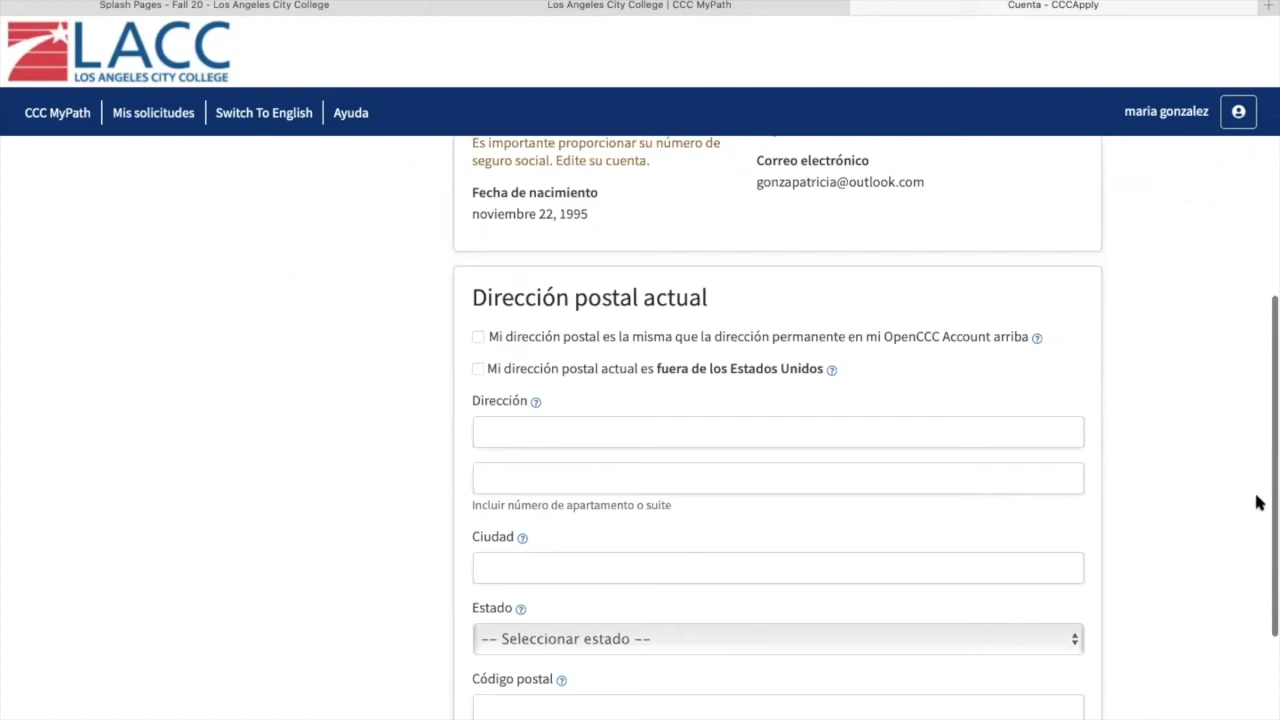 Splash Pages - Fall 20 - Los Angeles City College
Los Angeles City College | CCC MyPath
Cuenta - CCCApply
LACC
LOS ANGELES CITY COLLEGE
CCC MyPath
Mis solicitudes
Switch To English
Ayuda
maria gonzalez
Es importante proporcionar su número de
seguro social. Edite su cuenta.
Fecha de nacimiento
noviembre 22, 1995
Correo electrónico
gonzapatricia@outlook.com
Dirección postal actual
Mi dirección postal es la misma que la dirección permanente en mi OpenCCC Account arriba
Mi dirección postal actual es fuera de los Estados Unidos
Dirección
Incluir número de apartamento o suite
Ciudad
Estado
-- Seleccionar estado --
Código postal